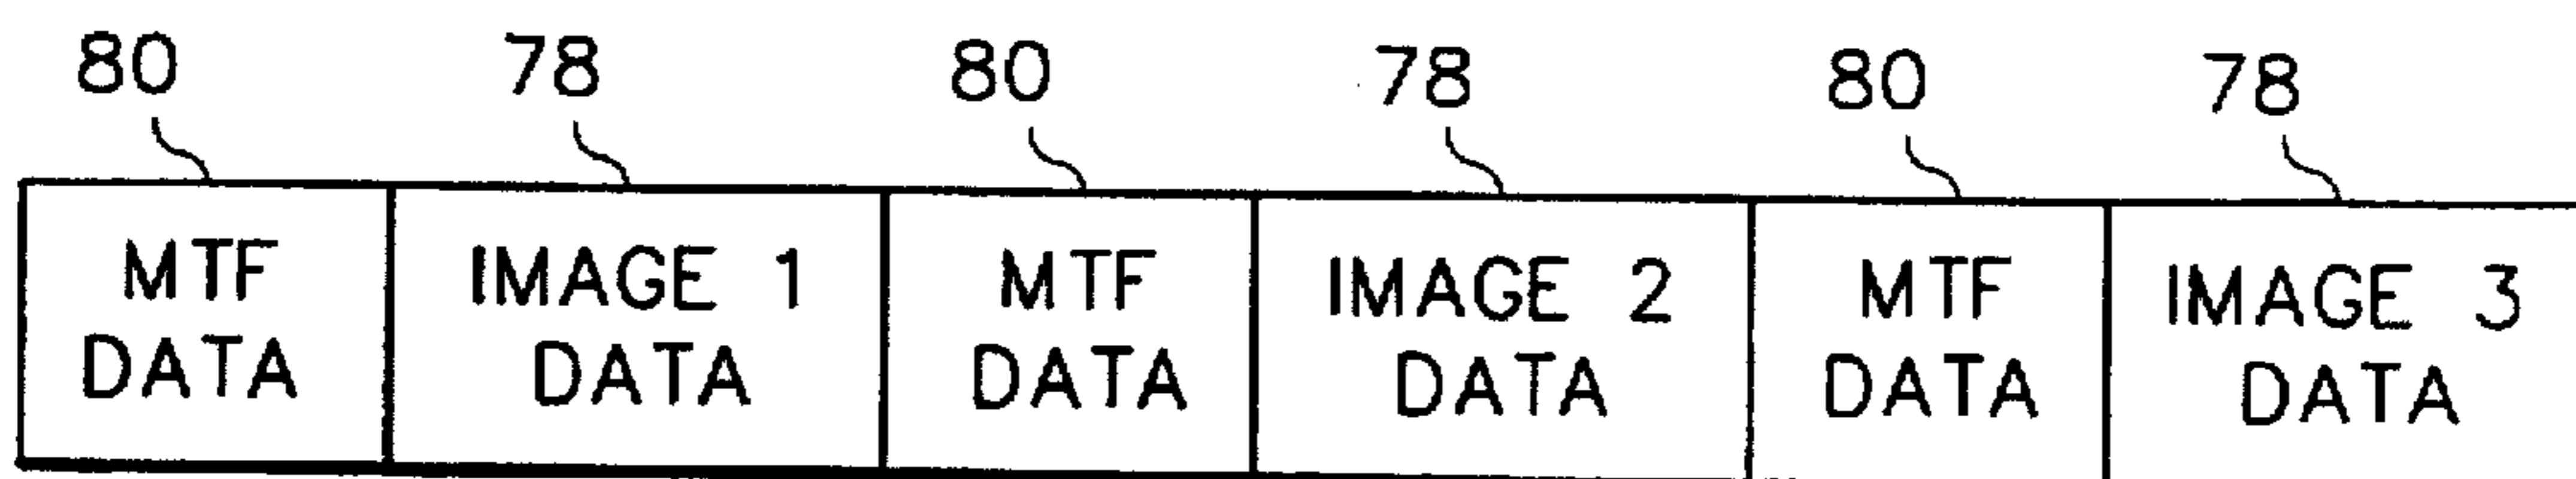 80 78 80 78 80 78
MTF IMAGE 1 MTF IMAGE 2 MTF IMAGE 3
DATA DATA DATA DATA DATA DATA